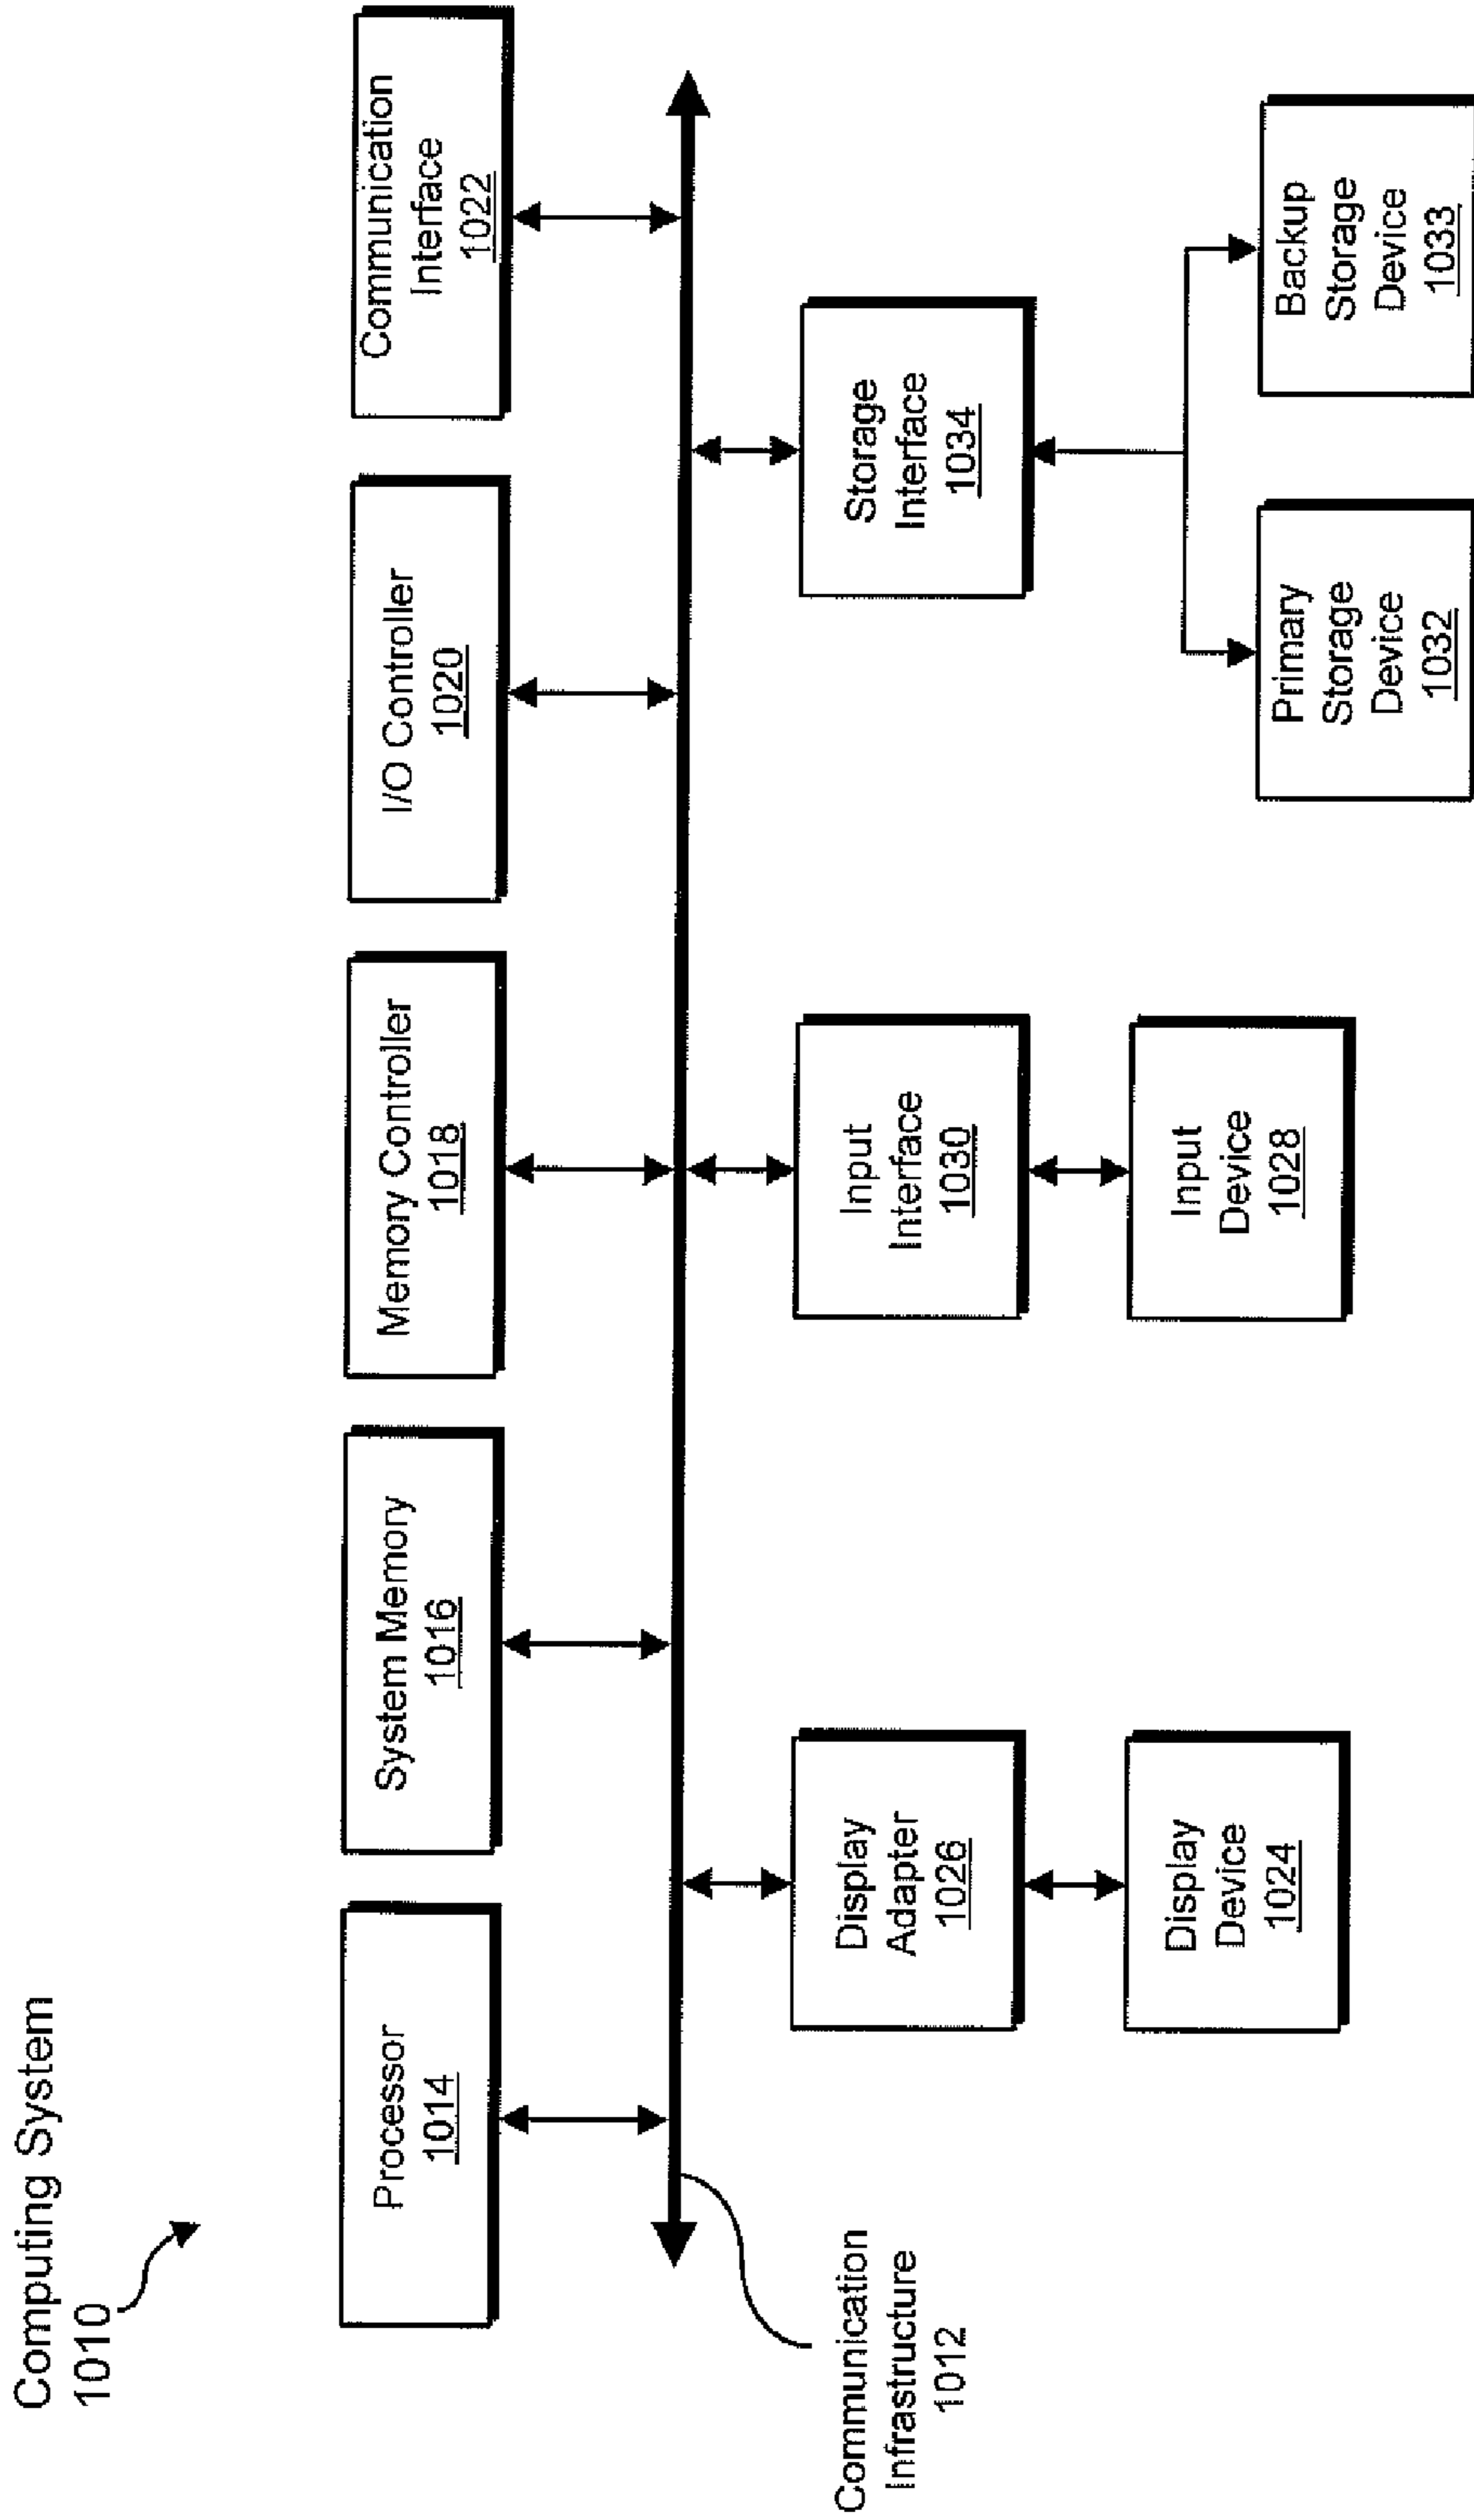 Computing System
1010
Processor
1014
System Memory
1016
Memory Controller
1018
I/O Controller
1020
Communication
Interface
1022
Communication
Infrastructure
1012
Display
Adapter
1026
Input
Interface
1030
Storage
Interface
1034
Display
Device
1024
Input
Device
1028
Primary
Storage
Device
1032
Backup
Storage
Device
1033